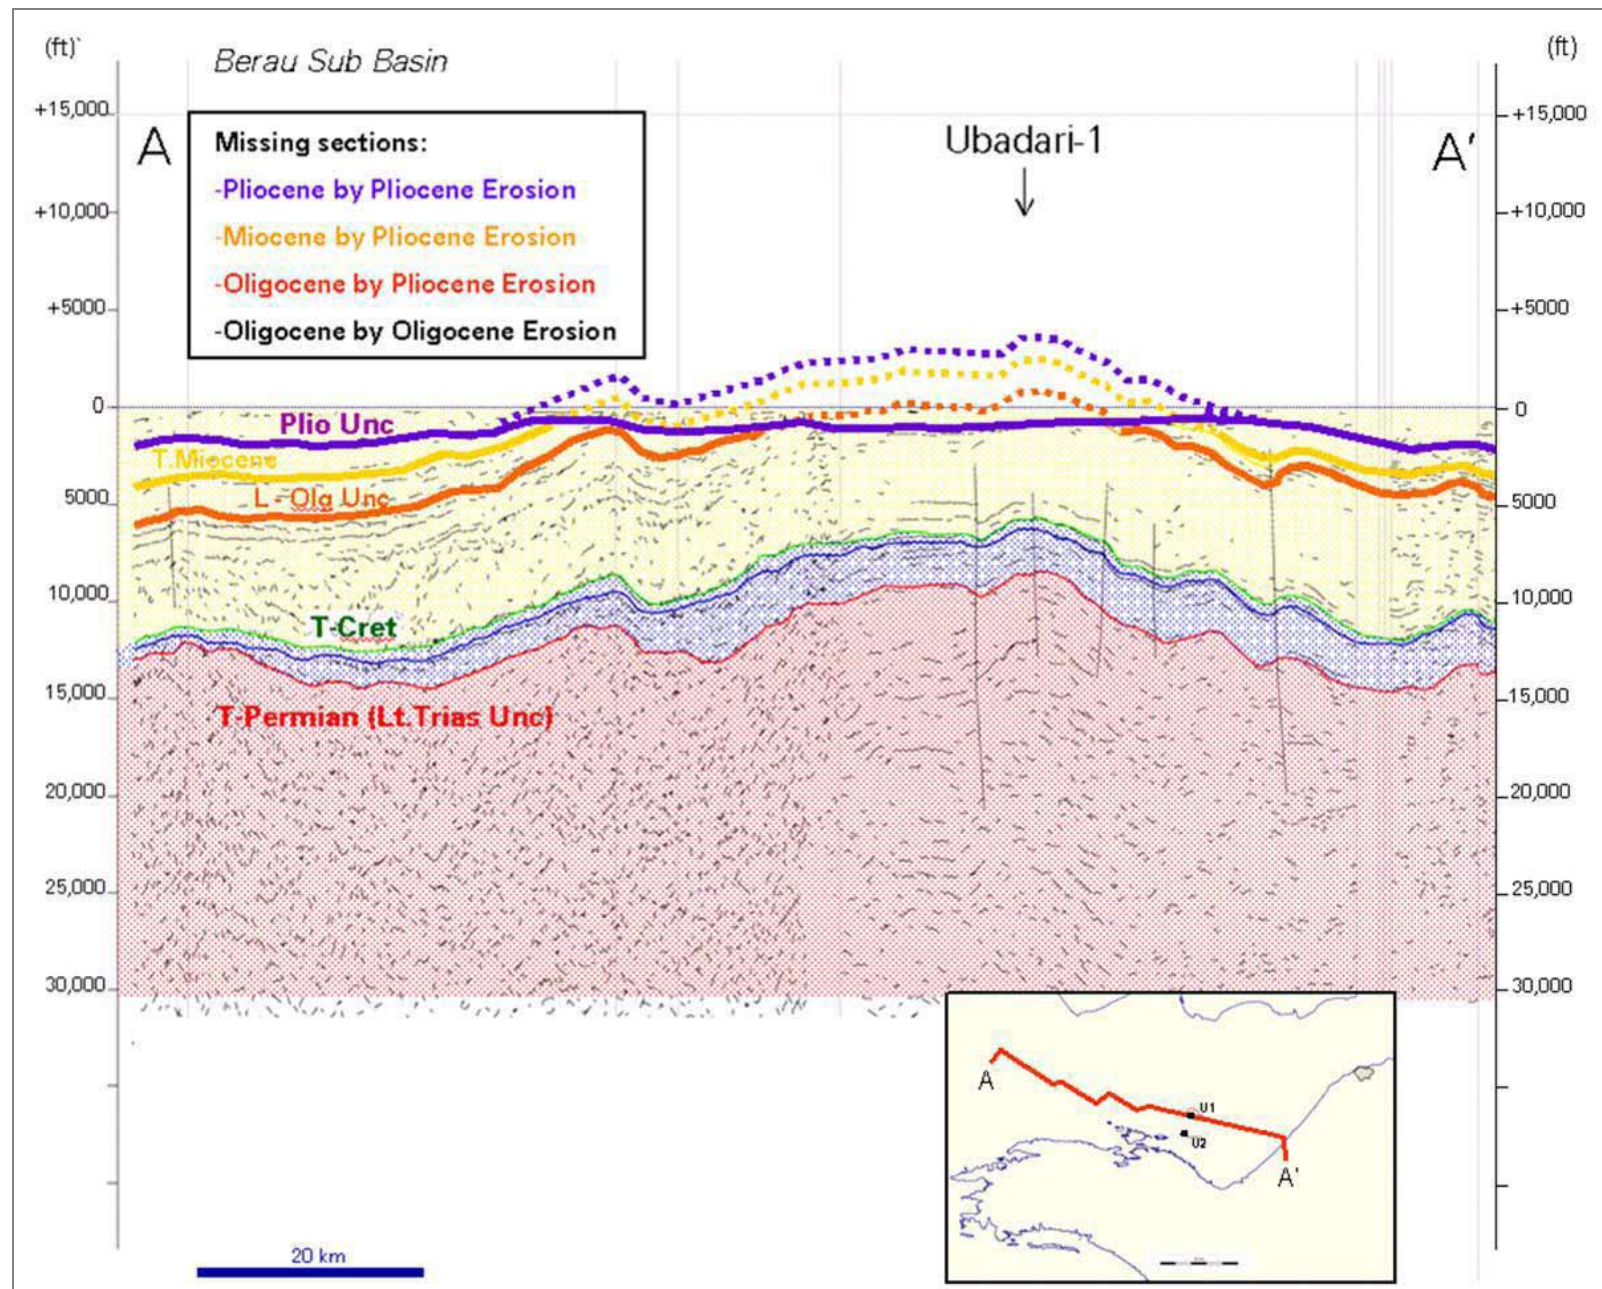 (ft)`
(ft)
Berau Sub Basin
+15,000
+15,000
A
A'
Missing sections:
-Pliocene by Pliocene Erosion
-Miocene by Pliocene Erosion
-Oligocene by Pliocene Erosion
-Oligocene by Oligocene Erosion
Ubadari-1
+10,000
+10,000
+5000
+5000
0
0
Plio Unc
T.Miocene
L - Olg Unc
5000
5000
10,000
10,000
T-Cret
15,000
15,000
T-Permian (Lt.Trias Unc)
20,000
20,000
25,000
25,000
30,000
30,000
A
U1
U2
A'
20 km